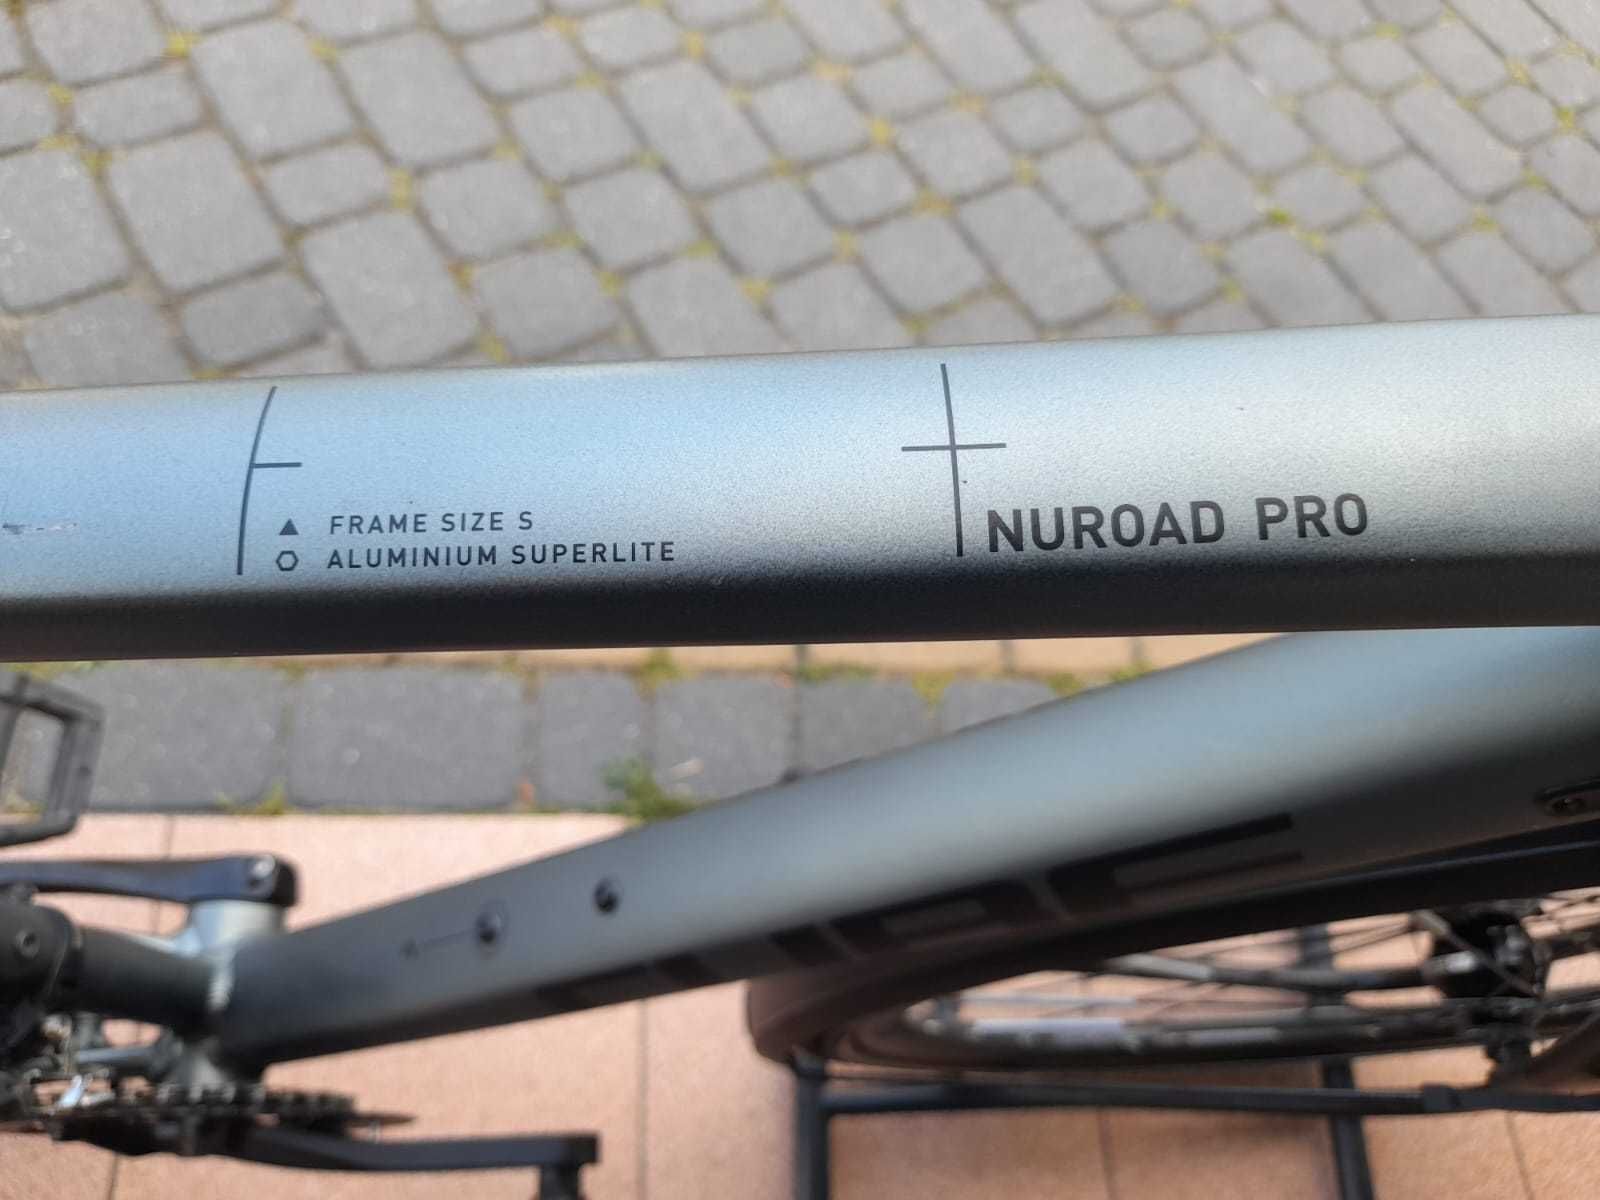 FRAME SIZE S
ALUMINIUM SUPERLITE
NUROAD PRO